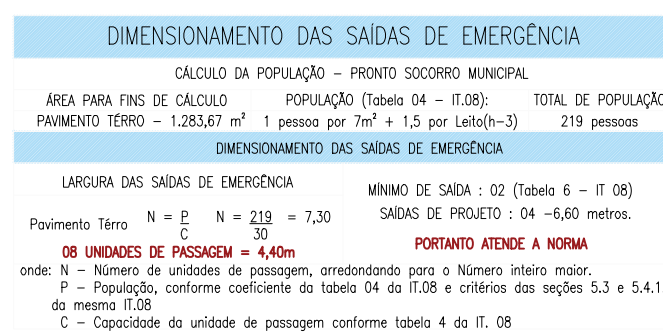 DIMENSIONAMENTO DAS SAÍDAS DE EMERGÊNCIA
CÁLCULO DA POPULAÇÃO – PRONTO SOCORRO MUNICIPAL
ÁREA PARA FINS DE CÁLCULO POPULAÇÃO (Tabela 04 – IT.08): TOTAL DE POPULAÇÃO
PAVIMENTO TÉRRO – 1.283,67 m² 1 pessoa por 7m² + 1,5 por Leito(h-3) 219 pessoas
DIMENSIONAMENTO DAS SAÍDAS DE EMERGÊNCIA
LARGURA DAS SAÍDAS DE EMERGÊNCIA
Pavimento Térro N = P/C N = 219/30 = 7,30
08 UNIDADES DE PASSAGEM = 4,40m
MÍNIMO DE SAÍDA : 02 (Tabela 6 – IT 08)
SAÍDAS DE PROJETO : 04 –6,60 metros.
PORTANTO ATENDE A NORMA
onde: N – Número de unidades de passagem, arredondando para o Número inteiro maior.
P – População, conforme coeficiente da tabela 04 da IT.08 e critérios das seções 5.3 e 5.4.1
da mesma IT.08
C – Capacidade da unidade de passagem conforme tabela 4 da IT. 08